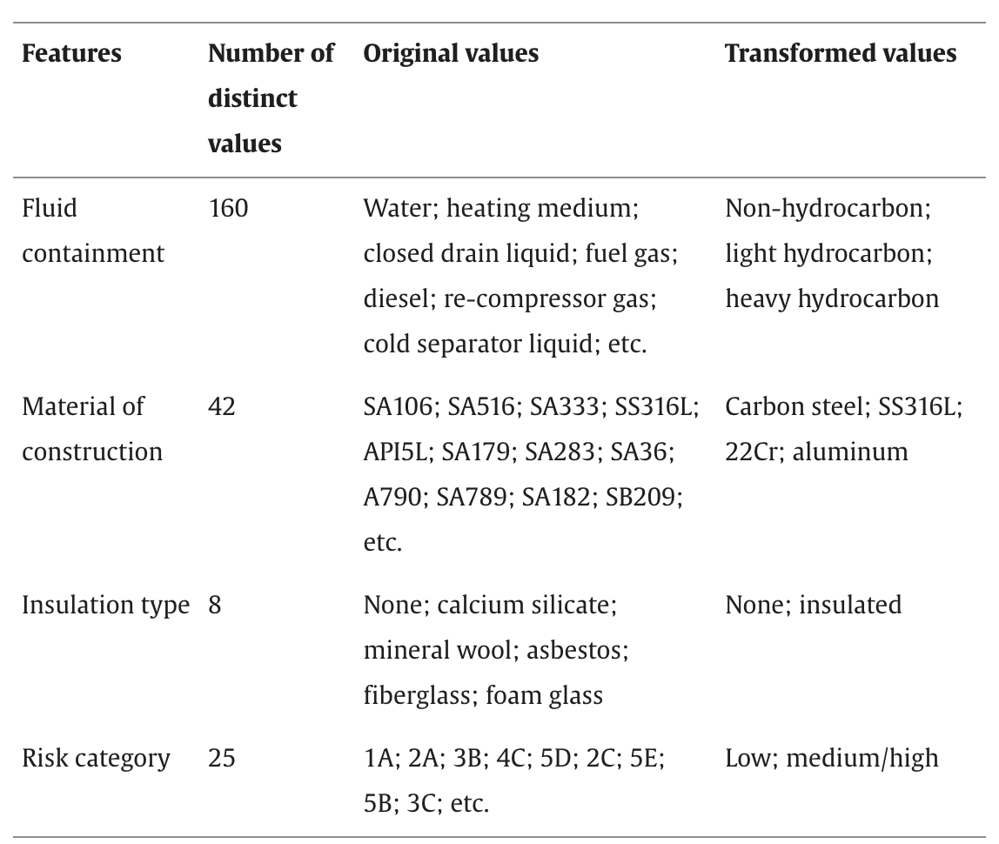 Features Number of distinct values Original values Transformed values
Fluid containment 160 Water; heating medium; closed drain liquid; fuel gas; diesel; re-compressor gas; cold separator liquid; etc. Non-hydrocarbon; light hydrocarbon; heavy hydrocarbon
Material of construction 42 SA106; SA516; SA333; SS316L; API5L; SA179; SA283; SA36; A790; SA789; SA182; SB209; etc. Carbon steel; SS316L; 22Cr; aluminum
Insulation type 8 None; calcium silicate; mineral wool; asbestos; fiberglass; foam glass None; insulated
Risk category 25 1A; 2A; 3B; 4C; 5D; 2C; 5E; 5B; 3C; etc. Low; medium/high